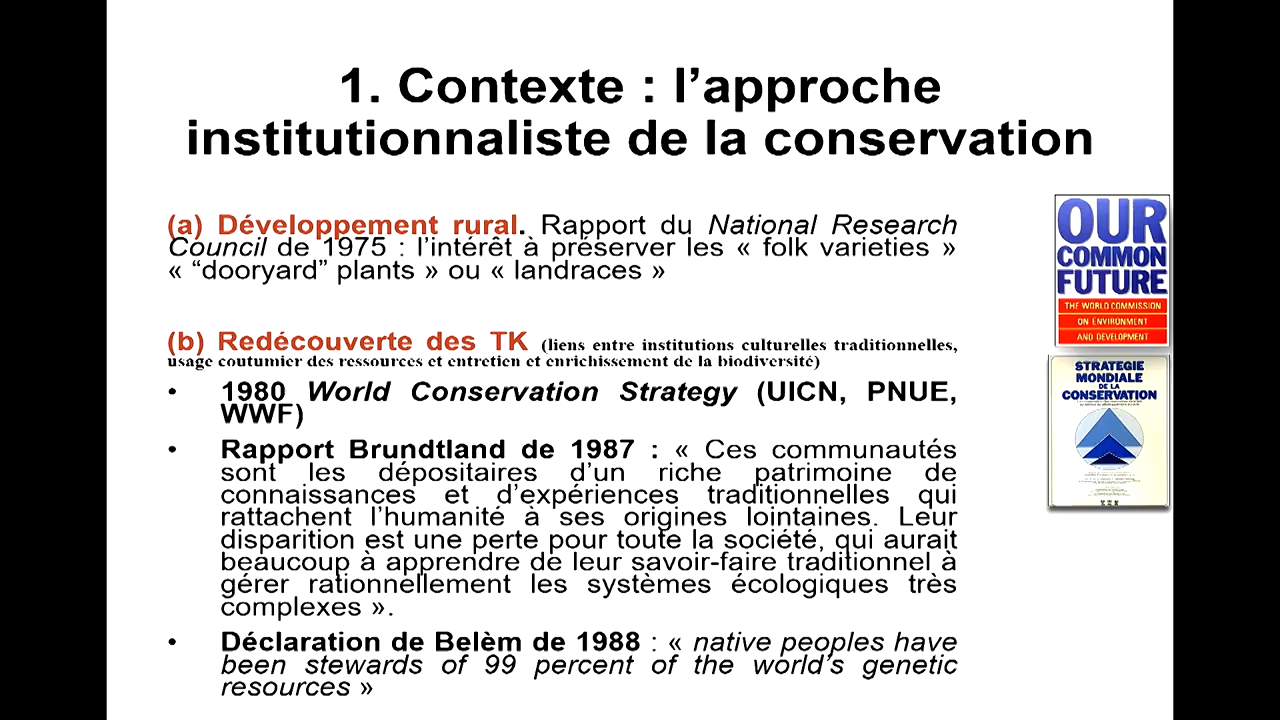 1. Contexte : l’approche
institutionnaliste de la conservation
(a) Développement rural. Rapport du National Research
Council de 1975 : l’intérêt à préserver les « folk varieties »
« “dooryard” plants » ou « landraces »
(b) Redécouverte des TK (liens entre institutions culturelles traditionnelles,
usage coutumier des ressources et entretien et enrichissement de la biodiversité)
• 1980 World Conservation Strategy (UICN, PNUE,
WWF)
• Rapport Brundtland de 1987 : « Ces communautés
sont les dépositaires d’un riche patrimoine de
connaissances et d’expériences traditionnelles qui
rattachent l’humanité à ses origines lointaines. Leur
disparition est une perte pour toute la société, qui aurait
beaucoup à apprendre de leur savoir-faire traditionnel à
gérer rationnellement les systèmes écologiques très
complexes ».
• Déclaration de Belèm de 1988 : « native peoples have
been stewards of 99 percent of the world’s genetic
resources »
OUR
COMMON
FUTURE
THE WORLD COMMISSION
ON ENVIRONMENT
AND DEVELOPMENT
STRATEGIE
MONDIALE
DE LA
CONSERVATION